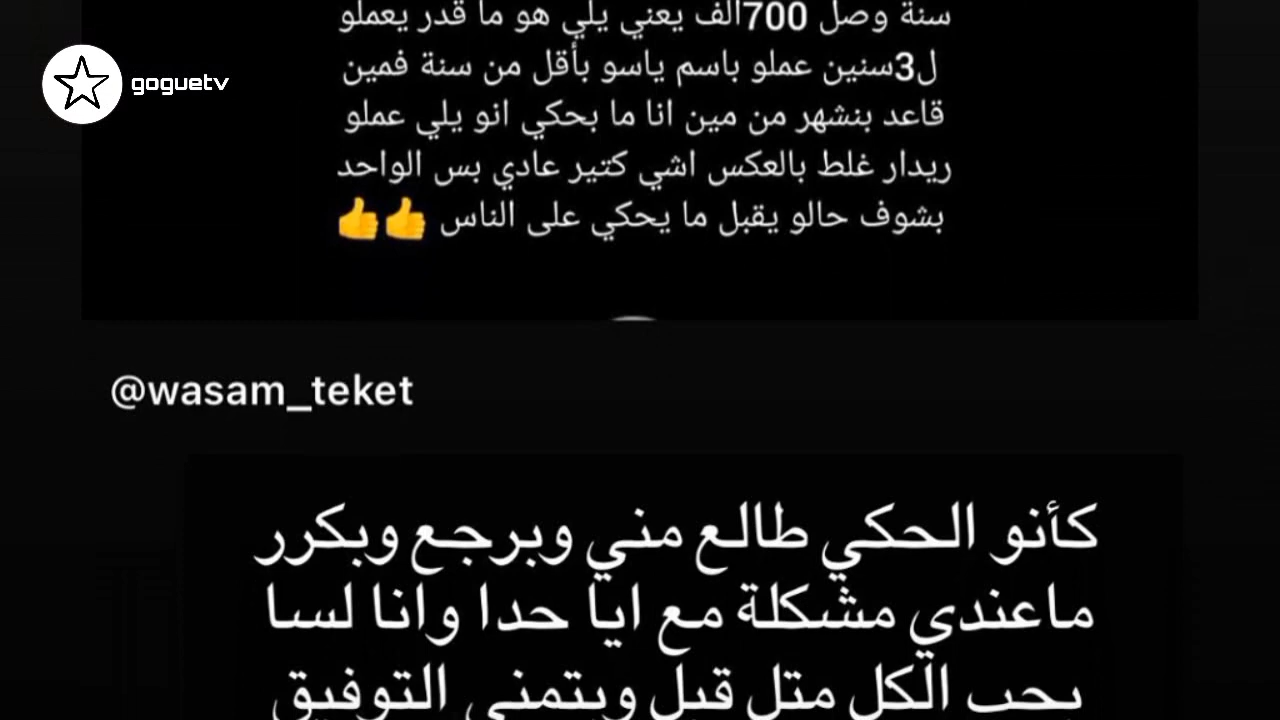 سنة وصل 700الف يعني يلي هو ما قدر يعملو
ل3سنين عملو باسم ياسو بأقل من سنة فمين
قاعد بنشهر من مين انا ما بحكي انو يلي عملو
ريدار غلط بالعكس اشي كتير عادي بس الواحد
بشوف حالو يقبل ما يحكي على الناس 👍👍
goguetv
@wasam_teket
كأنو الحكي طالع مني وبرجع وبكرر
ماعندي مشكلة مع ايا حدا وانا لسا
بحب الكل متل قبل وبتمنى التوفيق